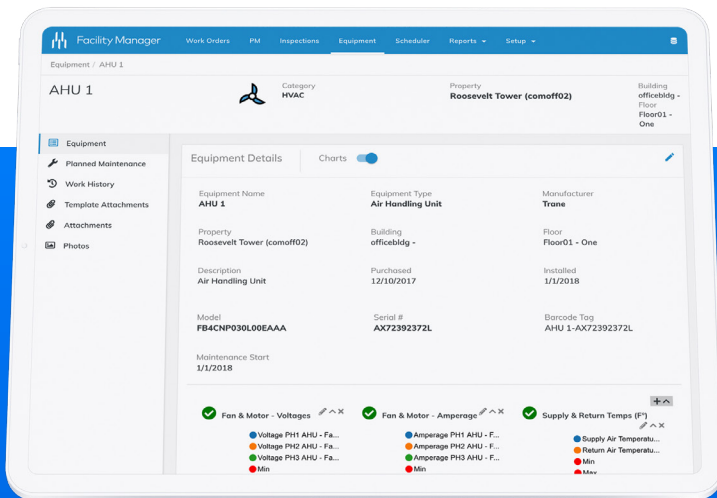 Facility Manager
Work Orders PM Inspections Equipment Scheduler Reports Setup
Equipment / AHU 1
AHU 1
Category
HVAC
Property
Roosevelt Tower (comoff02)
Building
officebldg -
Floor
Floor01 -
One
Equipment
Planned Maintenance
Work History
Template Attachments
Attachments
Photos
Equipment Details Charts
Equipment Name Equipment Type Manufacturer
AHU 1 Air Handling Unit Trane
Property Building Floor
Roosevelt Tower (comoff02) officebldg - Floor01 - One
Description Purchased Installed
Air Handling Unit 12/10/2017 1/1/2018
Model Serial # Barcode Tag
FB4CNP030L00EAAA AX72392372L AHU 1-AX72392372L
Maintenance Start
1/1/2018
Fan & Motor - Voltages Fan & Motor - Amperage Supply & Return Temps (F°)
Voltage PH1 AHU - Fa... Amperage PH1 AHU - F... Supply Air Temperatu...
Voltage PH2 AHU - Fa... Amperage PH2 AHU - F... Return Air Temperatu...
Voltage PH3 AHU - Fa... Amperage PH3 AHU - F... Min
Min Min Max